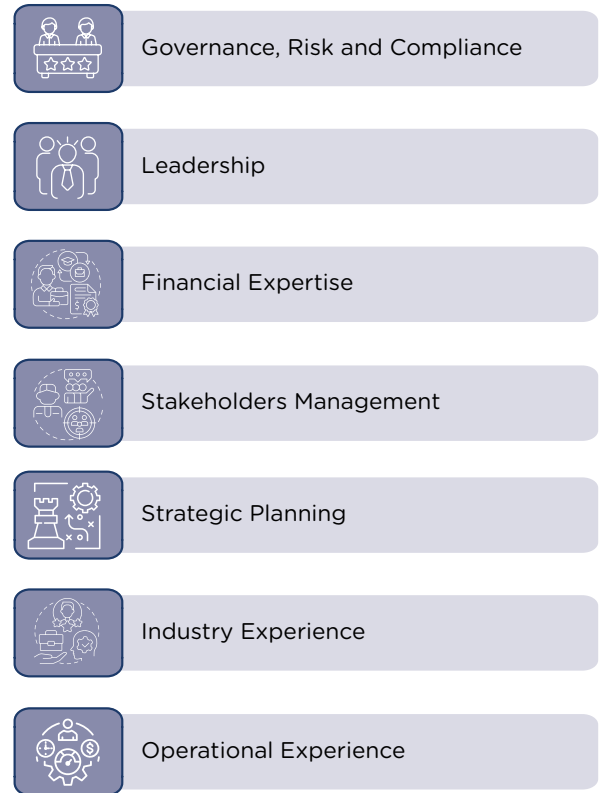 Governance, Risk and Compliance
Leadership
Financial Expertise
Stakeholders Management
Strategic Planning
Industry Experience
Operational Experience